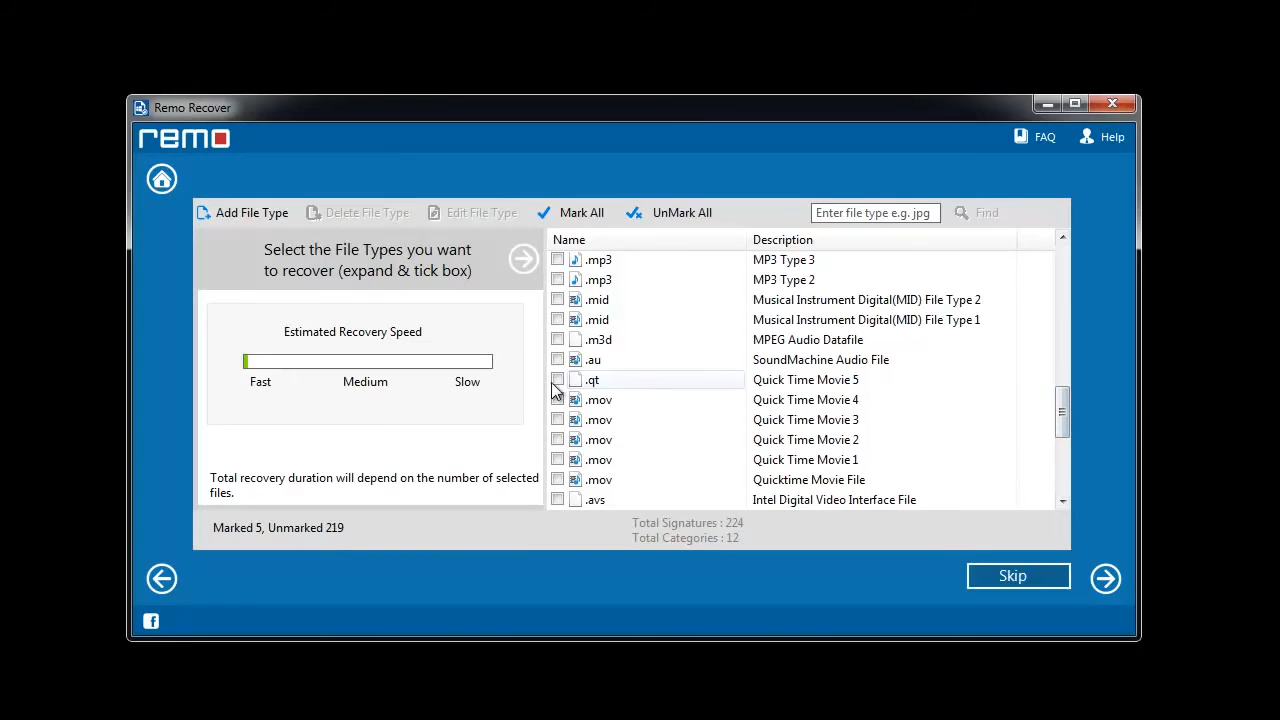 Remo Recover
remo
FAQ
Help
Add File Type
Delete File Type
Edit File Type
Mark All
UnMark All
Enter file type e.g. jpg
Find
Select the File Types you want
to recover (expand & tick box)
Estimated Recovery Speed
Fast
Medium
Slow
Total recovery duration will depend on the number of selected
files.
Name Description
.mp3 MP3 Type 3
.mp3 MP3 Type 2
.mid Musical Instrument Digital(MID) File Type 2
.mid Musical Instrument Digital(MID) File Type 1
.m3d MPEG Audio Datafile
.au SoundMachine Audio File
.qt Quick Time Movie 5
.mov Quick Time Movie 4
.mov Quick Time Movie 3
.mov Quick Time Movie 2
.mov Quick Time Movie 1
.mov Quicktime Movie File
.avs Intel Digital Video Interface File
Marked 5, Unmarked 219
Total Signatures : 224
Total Categories : 12
Skip
f